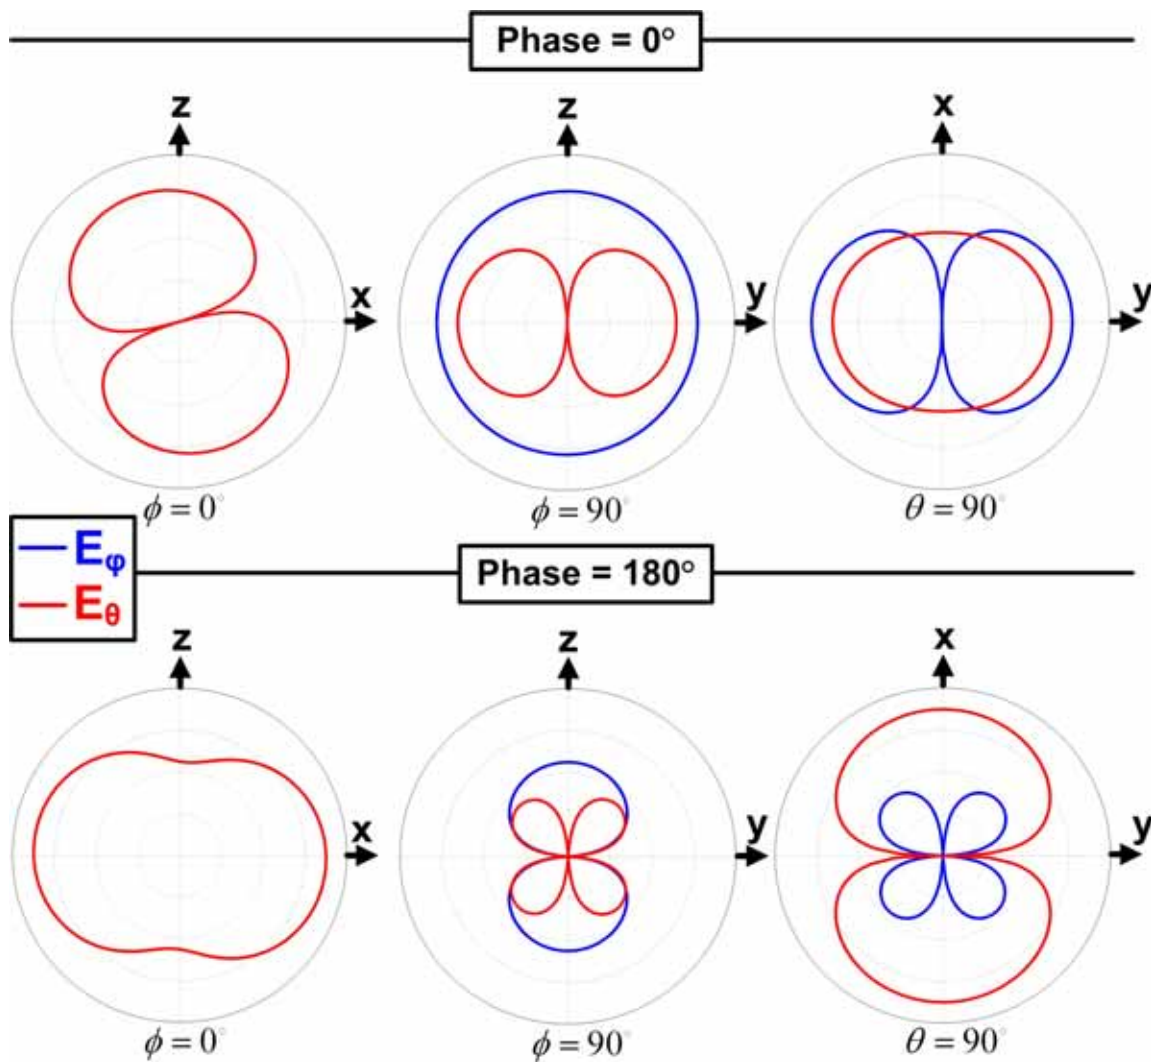 Phase = 0°
z z x
x y y
ϕ = 0° ϕ = 90° θ = 90°
E_φ
E_θ
Phase = 180°
z z x
x y y
ϕ = 0° ϕ = 90° θ = 90°